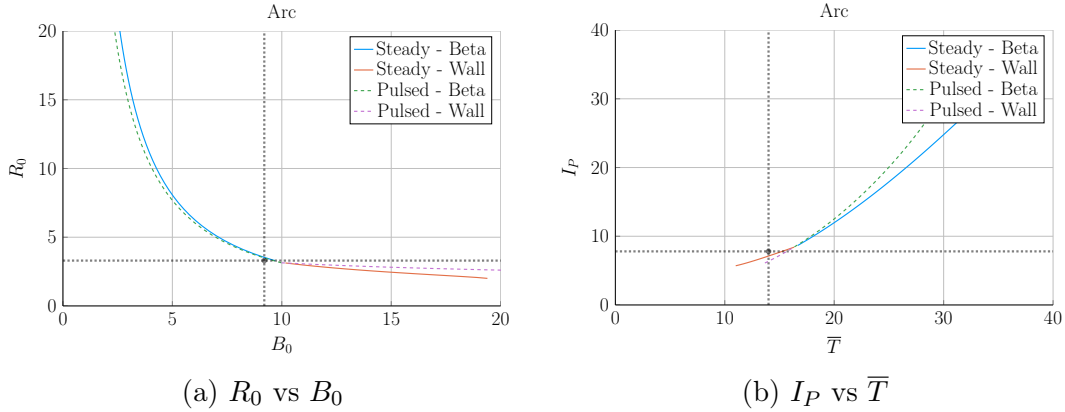 Arc
20
15
10
5
0
R₀
0 5 10 15 20
B₀
Steady - Beta
Steady - Wall
Pulsed - Beta
Pulsed - Wall
(a) R₀ vs B₀
Arc
40
30
20
10
0
I_P
0 10 20 30 40
T̅
Steady - Beta
Steady - Wall
Pulsed - Beta
Pulsed - Wall
(b) I_P vs T̅